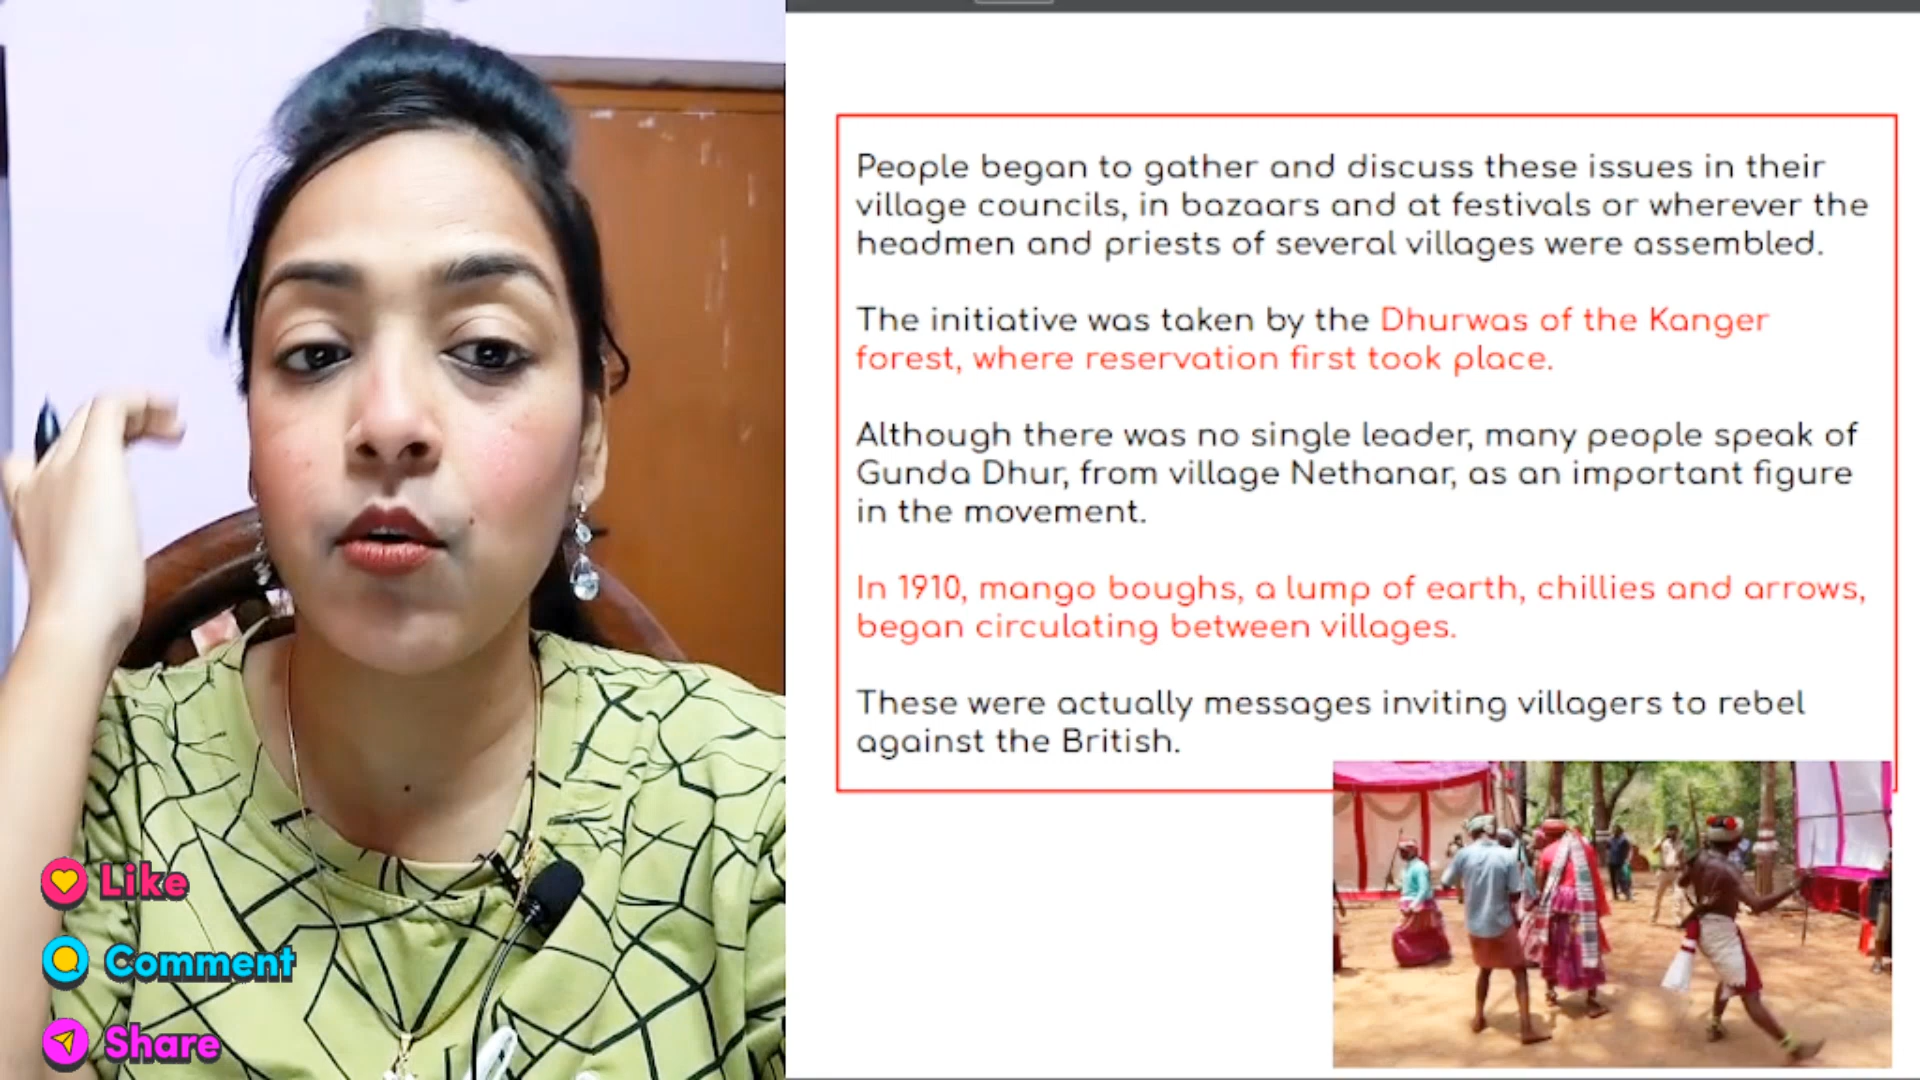 People began to gather and discuss these issues in their
village councils, in bazaars and at festivals or wherever the
headmen and priests of several villages were assembled.
The initiative was taken by the Dhurwas of the Kanger
forest, where reservation first took place.
Although there was no single leader, many people speak of
Gunda Dhur, from village Nethanar, as an important figure
in the movement.
In 1910, mango boughs, a lump of earth, chillies and arrows,
began circulating between villages.
These were actually messages inviting villagers to rebel
against the British.
Like
Comment
Share